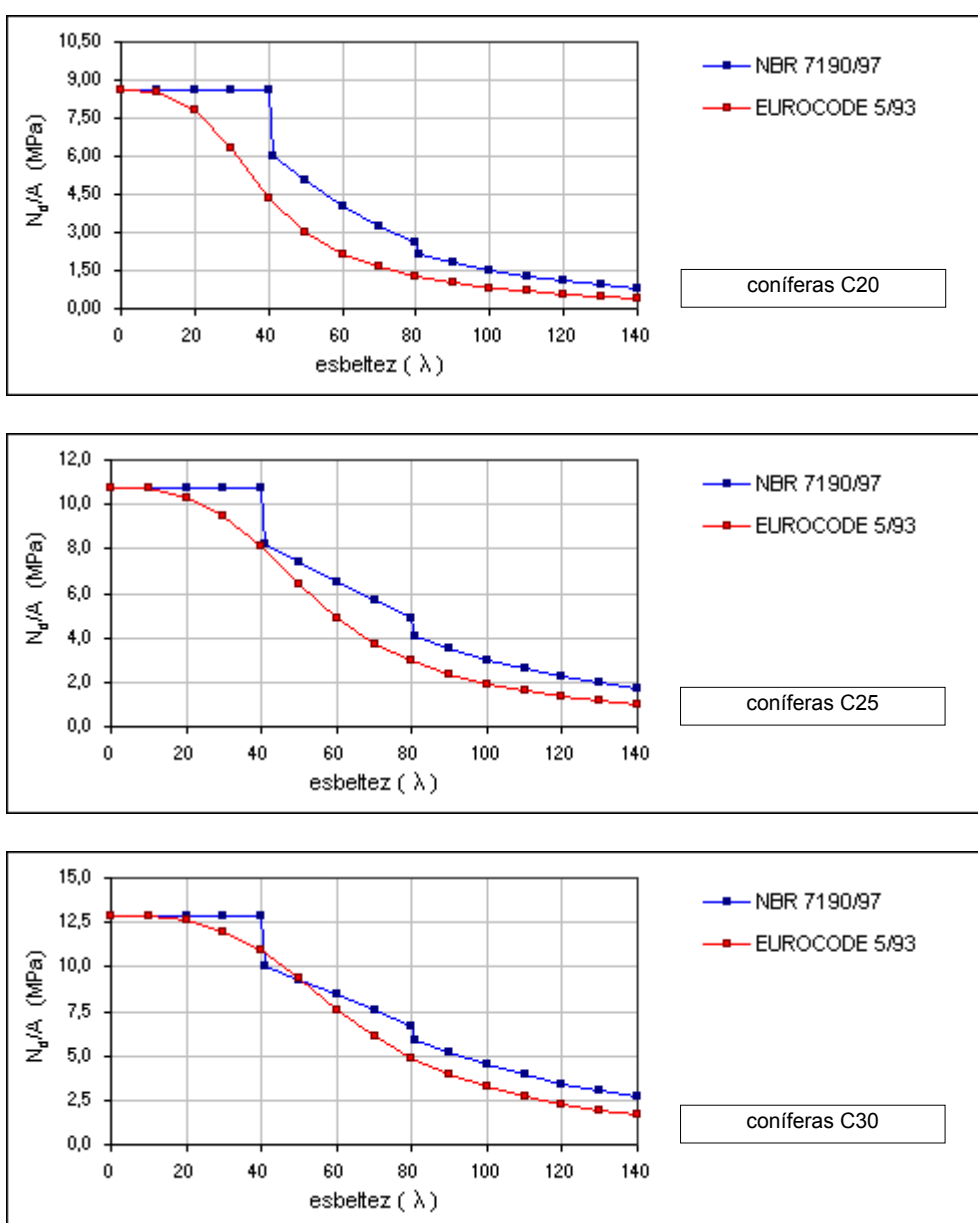 10,50
9,00
7,50
6,00
4,50
3,00
1,50
0,00
N_d/A (MPa)
0 20 40 60 80 100 120 140
esbeltez ( λ )
NBR 7190/97
EUROCODE 5/93
coníferas C20
12,0
10,0
8,0
6,0
4,0
2,0
0,0
N_d/A (MPa)
0 20 40 60 80 100 120 140
esbeltez ( λ )
NBR 7190/97
EUROCODE 5/93
coníferas C25
15,0
12,5
10,0
7,5
5,0
2,5
0,0
N_d/A (MPa)
0 20 40 60 80 100 120 140
esbeltez ( λ )
NBR 7190/97
EUROCODE 5/93
coníferas C30